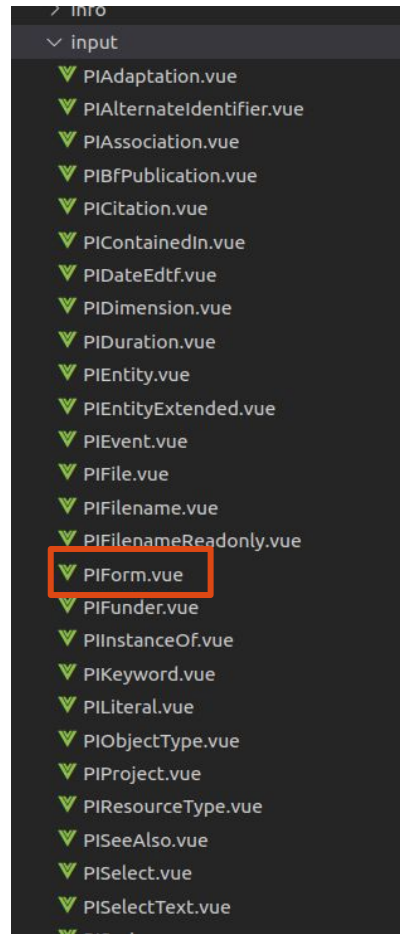 info
input
PIAdaptation.vue
PIAlternateIdentifier.vue
PIAssociation.vue
PIBfPublication.vue
PICitation.vue
PIContainedIn.vue
PIDateEdtf.vue
PIDimension.vue
PIDuration.vue
PIEntity.vue
PIEntityExtended.vue
PIEvent.vue
PIFile.vue
PIFilename.vue
PIFilenameReadonly.vue
PIForm.vue
PIFunder.vue
PIInstanceOf.vue
PIKeyword.vue
PILiteral.vue
PIObjectType.vue
PIProject.vue
PIResourceType.vue
PISeeAlso.vue
PISelect.vue
PISelectText.vue